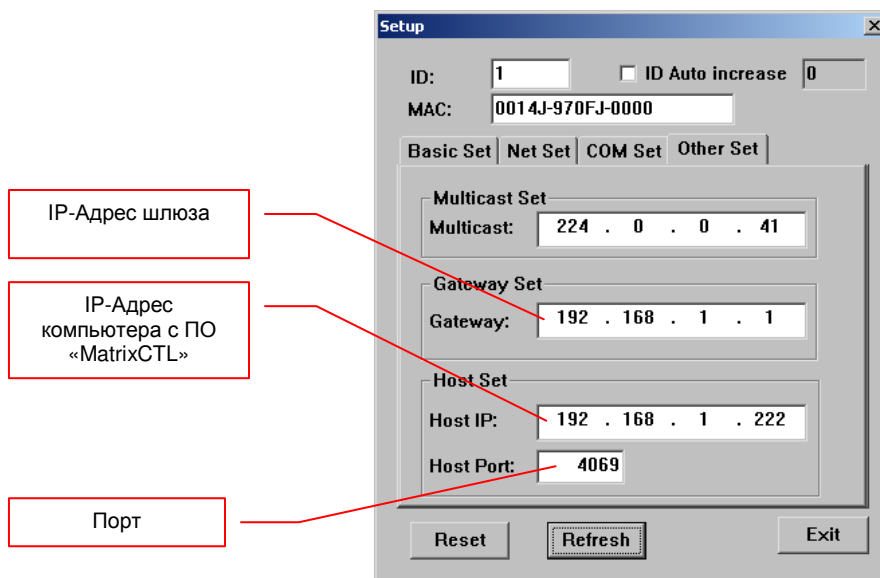 Setup
ID: 1 ID Auto increase 0
MAC: 0014J-970FJ-0000
Basic Set Net Set COM Set Other Set
Multicast Set
Multicast: 224 . 0 . 0 . 41
IP-Адрес шлюза
Gateway Set
Gateway: 192 . 168 . 1 . 1
IP-Адрес
компьютера с ПО
«MatrixCTL»
Host Set
Host IP: 192 . 168 . 1 . 222
Host Port: 4069
Порт
Reset Refresh Exit